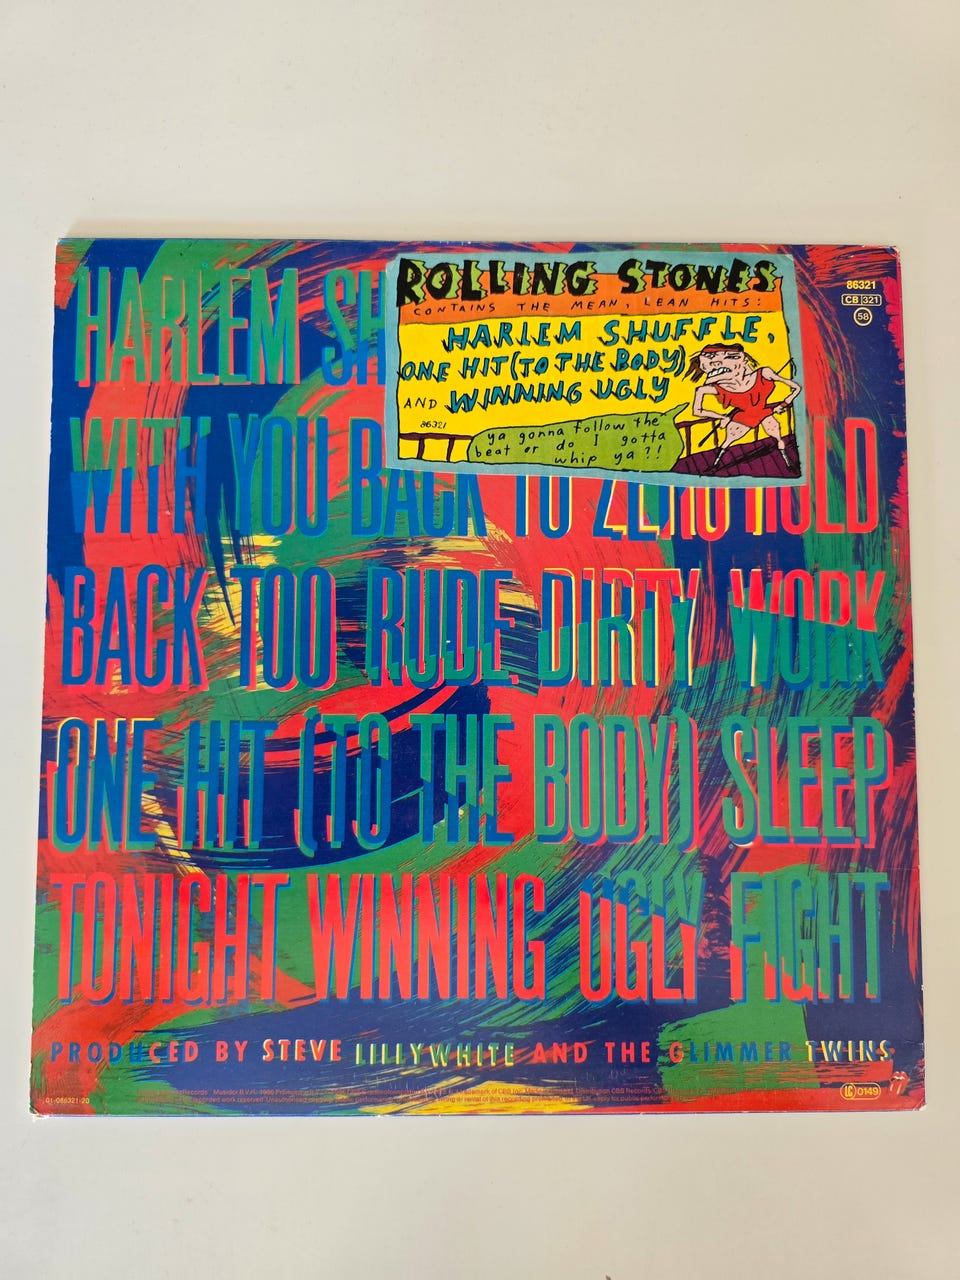 ROLLING STONES
CONTAINS THE MEAN, LEAN HITS:
HARLEM SHUFFLE,
ONE HIT (TO THE BODY)
AND WINNING UGLY
86321
ya gonna follow the
beat or do I gotta
whip ya?!
86321
CB 321
58
HARLEM SH
WITH YOU BACK TO ZERO HOLD
BACK TOO RUDE DIRTY WORK
ONE HIT (TO THE BODY) SLEEP
TONIGHT WINNING UGLY FIGHT
PRODUCED BY STEVE LILLYWHITE AND THE GLIMMER TWINS
01-086321-20
LC 0149